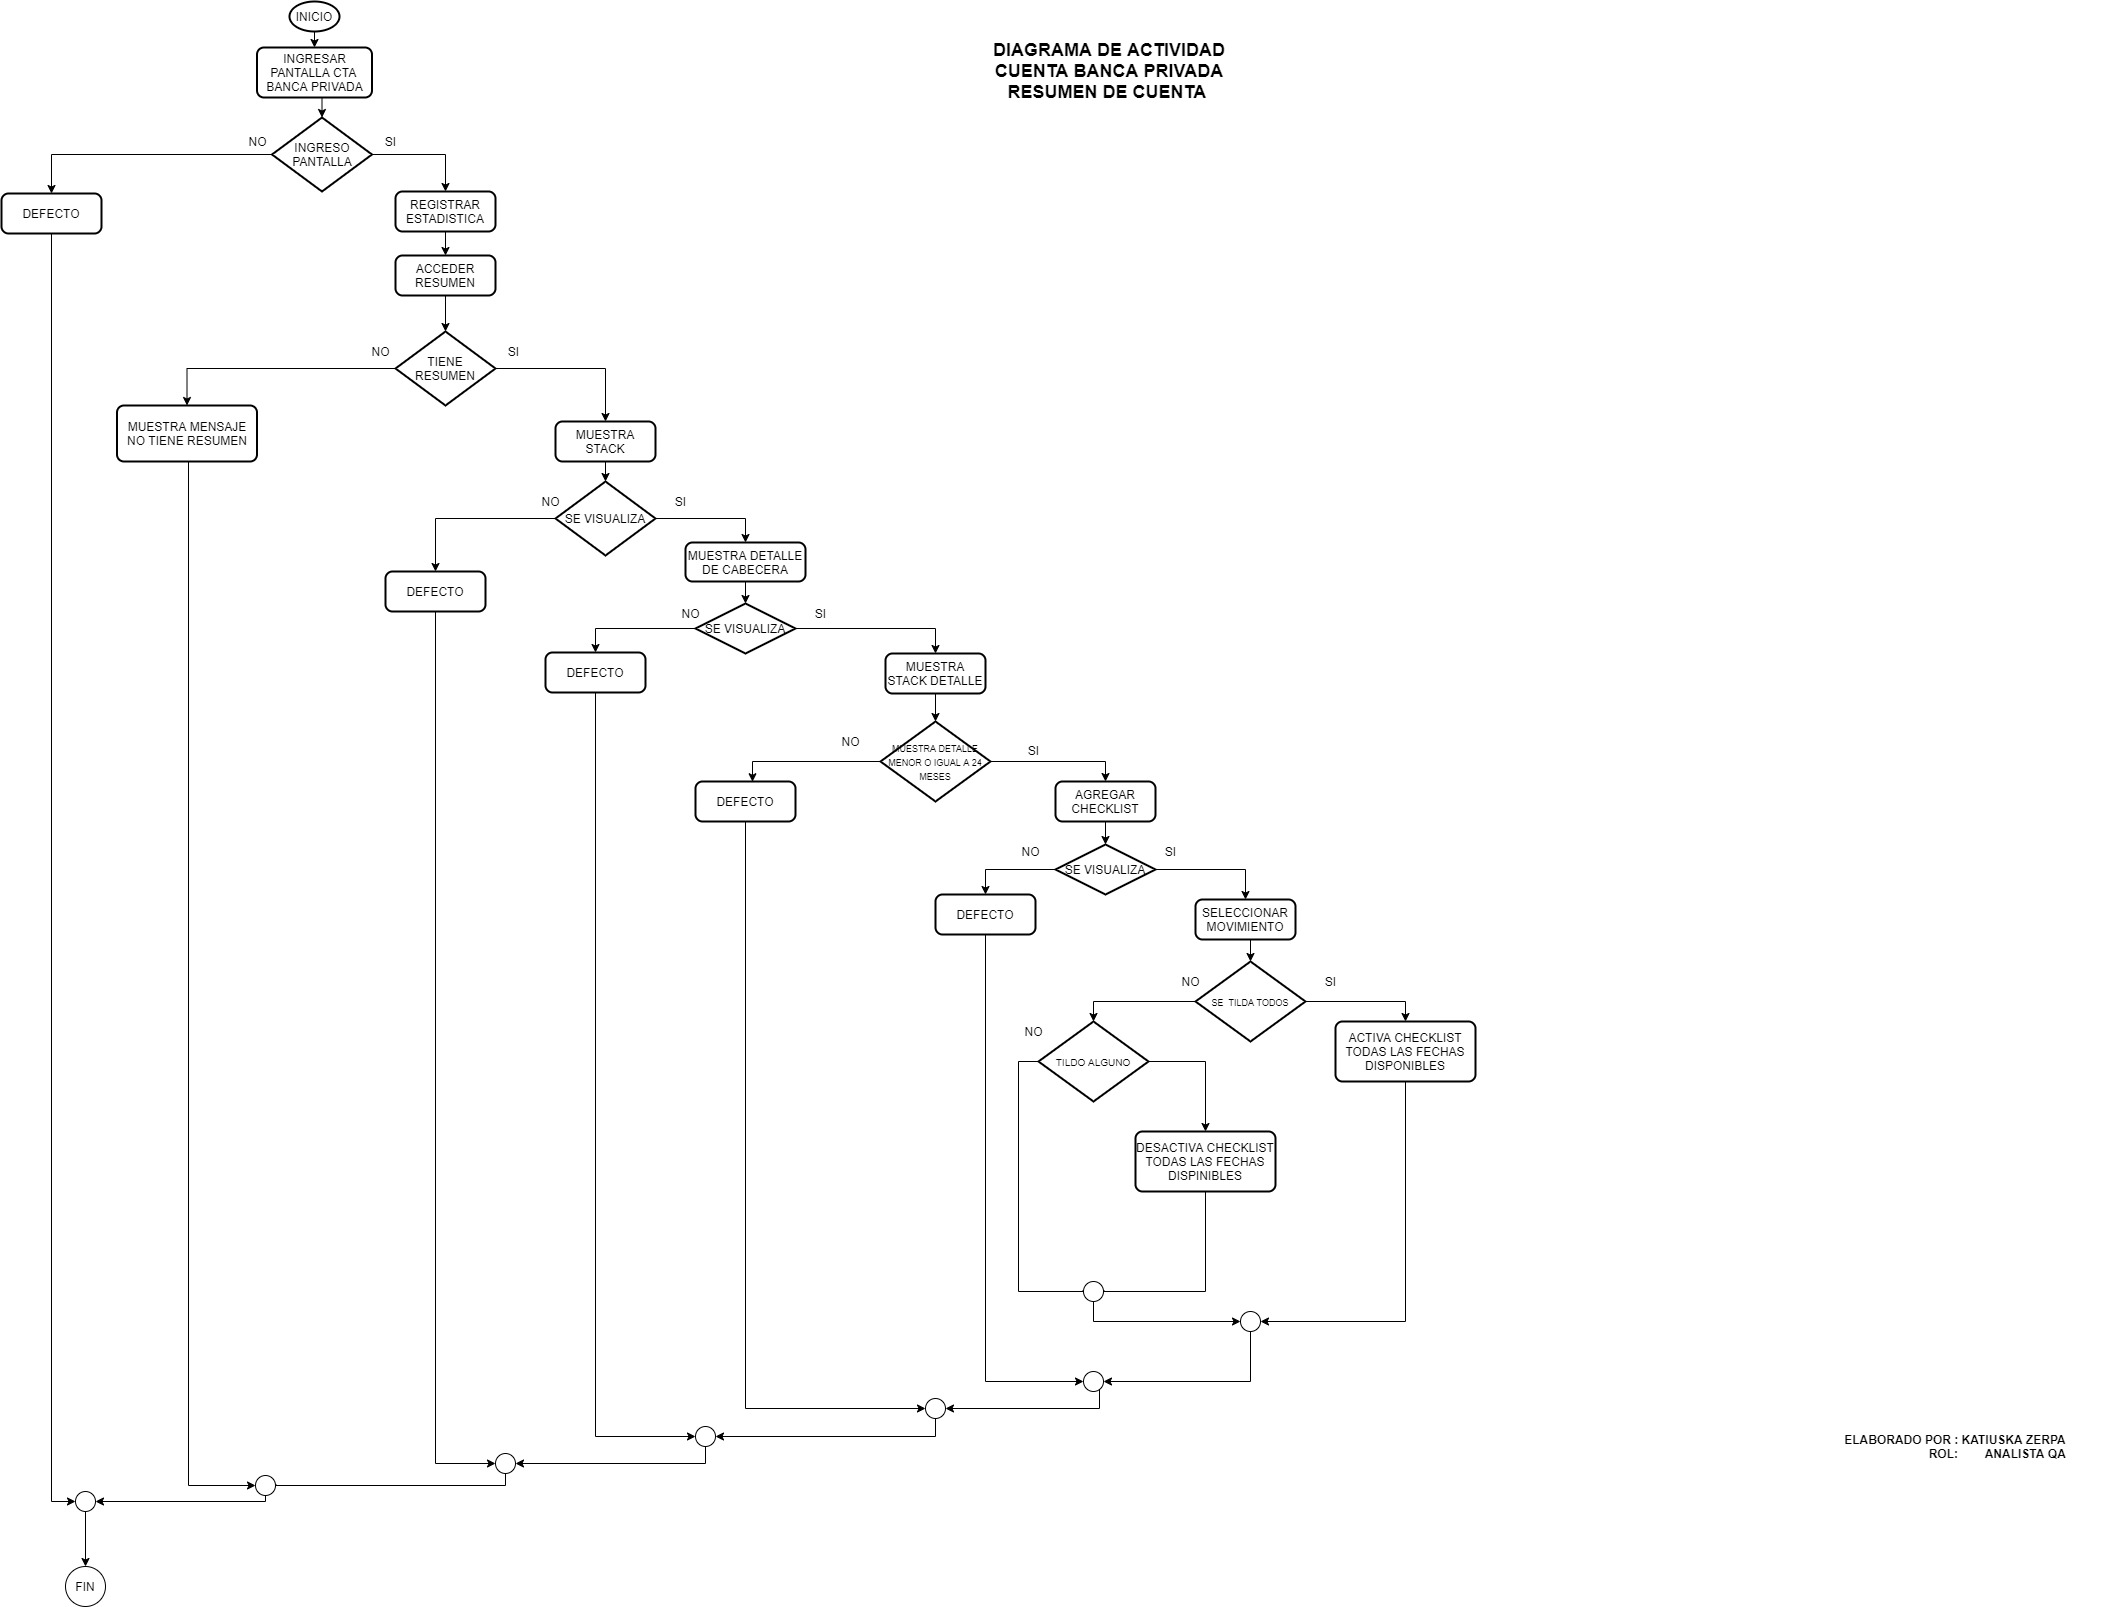 INICIO
DIAGRAMA DE ACTIVIDAD
CUENTA BANCA PRIVADA
RESUMEN DE CUENTA
INGRESAR
PANTALLA CTA
BANCA PRIVADA
NO
SI
INGRESO
PANTALLA
DEFECTO
REGISTRAR
ESTADISTICA
ACCEDER
RESUMEN
NO
SI
TIENE
RESUMEN
MUESTRA MENSAJE
NO TIENE RESUMEN
MUESTRA
STACK
NO
SI
SE VISUALIZA
MUESTRA DETALLE
DE CABECERA
DEFECTO
NO
SI
SE VISUALIZA
DEFECTO
MUESTRA
STACK DETALLE
NO
SI
MUESTRA DETALLE
MENOR O IGUAL A 24
MESES
DEFECTO
AGREGAR
CHECKLIST
NO
SI
SE VISUALIZA
DEFECTO
SELECCIONAR
MOVIMIENTO
NO
SI
SE TILDA TODOS
NO
TILDO ALGUNO
ACTIVA CHECKLIST
TODAS LAS FECHAS
DISPONIBLES
DESACTIVA CHECKLIST
TODAS LAS FECHAS
DISPINIBLES
ELABORADO POR : KATIUSKA ZERPA
ROL: ANALISTA QA
FIN